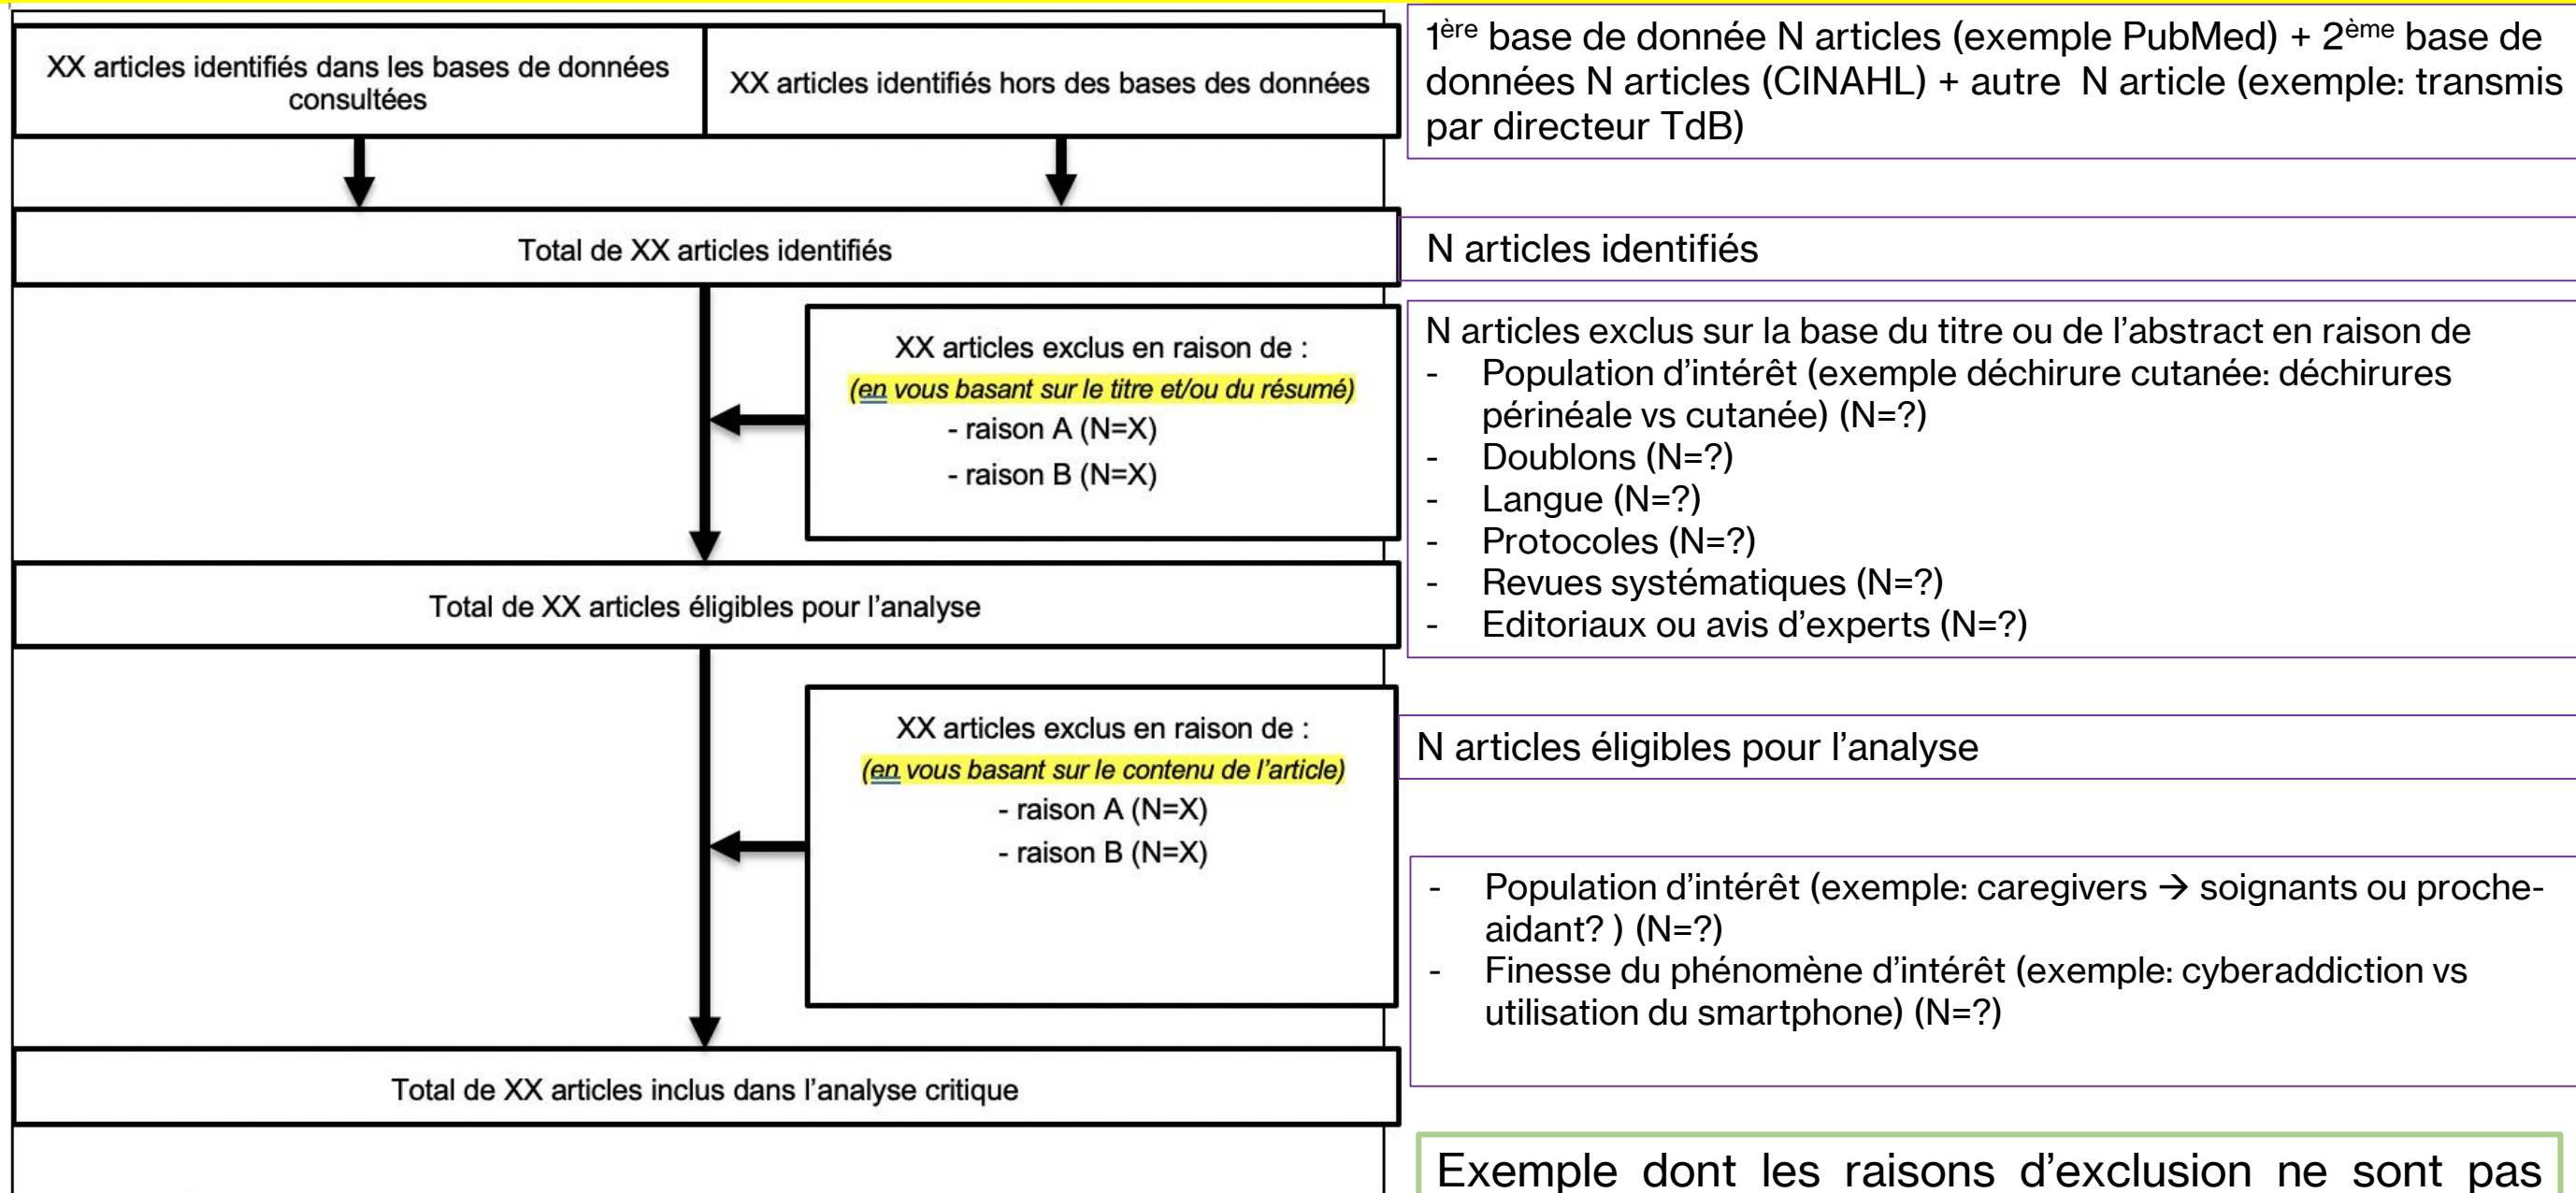 XX articles identifiés dans les bases de données
consultées
XX articles identifiés hors des bases des données
1ère base de donnée N articles (exemple PubMed) + 2ème base de
données N articles (CINAHL) + autre N article (exemple: transmis
par directeur TdB)
Total de XX articles identifiés
N articles identifiés
XX articles exclus en raison de :
(en vous basant sur le titre et/ou du résumé)
- raison A (N=X)
- raison B (N=X)
N articles exclus sur la base du titre ou de l’abstract en raison de
- Population d’intérêt (exemple déchirure cutanée: déchirures
périnéale vs cutanée) (N=?)
- Doublons (N=?)
- Langue (N=?)
- Protocoles (N=?)
- Revues systématiques (N=?)
- Editoriaux ou avis d’experts (N=?)
Total de XX articles éligibles pour l’analyse
XX articles exclus en raison de :
(en vous basant sur le contenu de l’article)
- raison A (N=X)
- raison B (N=X)
N articles éligibles pour l’analyse
- Population d’intérêt (exemple: caregivers → soignants ou proche-
aidant? ) (N=?)
- Finesse du phénomène d’intérêt (exemple: cyberaddiction vs
utilisation du smartphone) (N=?)
Total de XX articles inclus dans l’analyse critique
Exemple dont les raisons d’exclusion ne sont pas